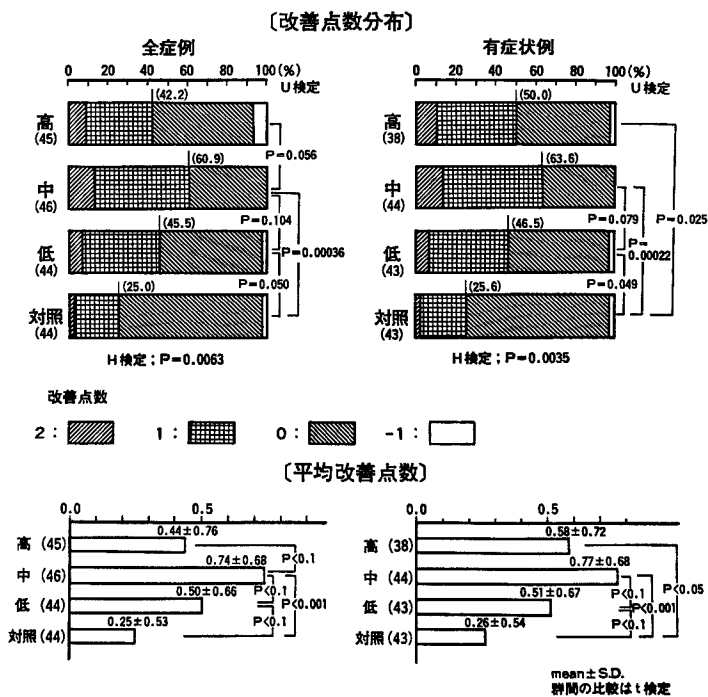 〔改善点数分布〕
全症例
0 20 40 60 80 100(%)
U検定
(42.2)
高
(45)
P=0.056
(60.9)
中
(46)
P=0.104
(45.5)
低
(44)
P=0.00036
P=0.050
(25.0)
対照
(44)
H検定；P=0.0063
有症状例
0 20 40 60 80 100(%)
U検定
(50.0)
高
(38)
(63.6)
中
(44)
P=0.079
P=0.025
(46.5)
低
(43)
P=
0.00022
P=0.049
(25.6)
対照
(43)
H検定；P=0.0035
改善点数
2： 1： 0： -1：
〔平均改善点数〕
0.0 0.5
0.44±0.76
高 (45)
P<0.1
0.74±0.68
中 (46)
P<0.1
0.50±0.66
低 (44)
P<0.001
P<0.1
0.25±0.53
対照 (44)
0.0 0.5
0.58±0.72
高 (38)
0.77±0.68
中 (44)
P<0.1
P<0.05
0.51±0.67
低 (43)
P<0.001
P<0.1
0.26±0.54
対照 (43)
mean±S.D.
群間の比較はt検定